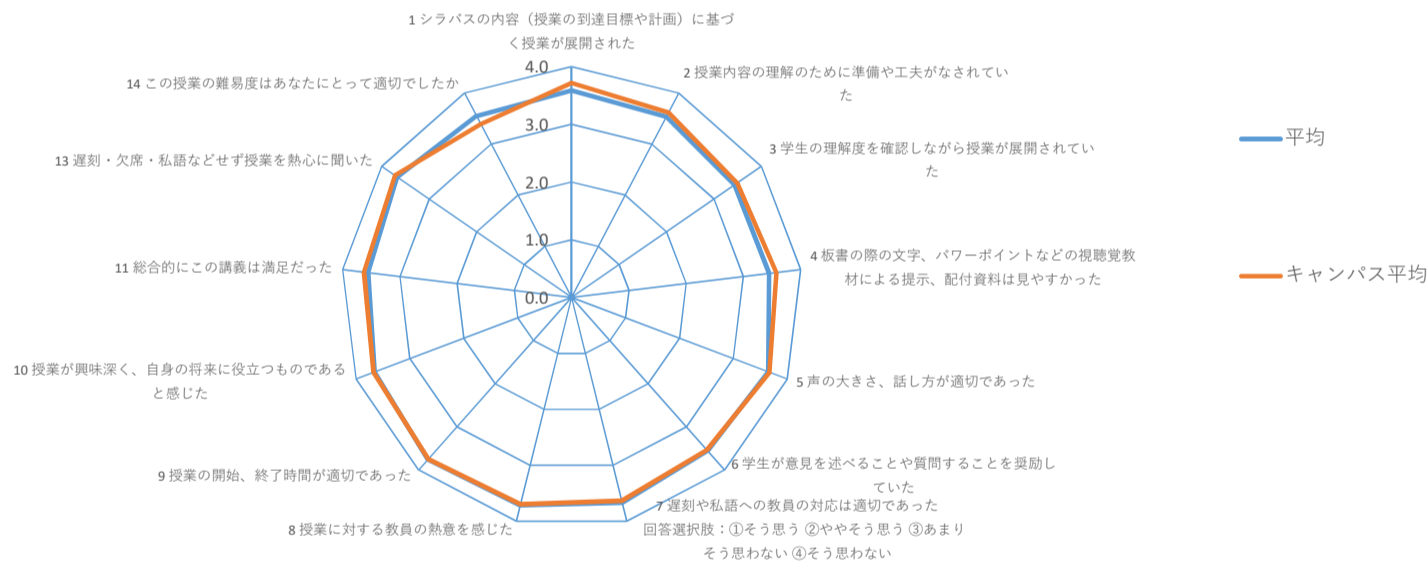 1 シラバスの内容（授業の到達目標や計画）に基づ
く授業が展開された
2 授業内容の理解のために準備や工夫がなされてい
た
3 学生の理解度を確認しながら授業が展開されてい
た
4 板書の際の文字、パワーポイントなどの視聴覚教
材による提示、配付資料は見やすかった
5 声の大きさ、話し方が適切であった
6 学生が意見を述べることや質問することを奨励し
ていた
7 遅刻や私語への教員の対応は適切であった
回答選択肢：①そう思う ②ややそう思う ③あまり
そう思わない ④そう思わない
8 授業に対する教員の熱意を感じた
9 授業の開始、終了時間が適切であった
10 授業が興味深く、自身の将来に役立つものである
と感じた
11 総合的にこの講義は満足だった
13 遅刻・欠席・私語などせず授業を熱心に聞いた
14 この授業の難易度はあなたにとって適切でしたか
4.0
3.0
2.0
1.0
0.0
平均
キャンパス平均